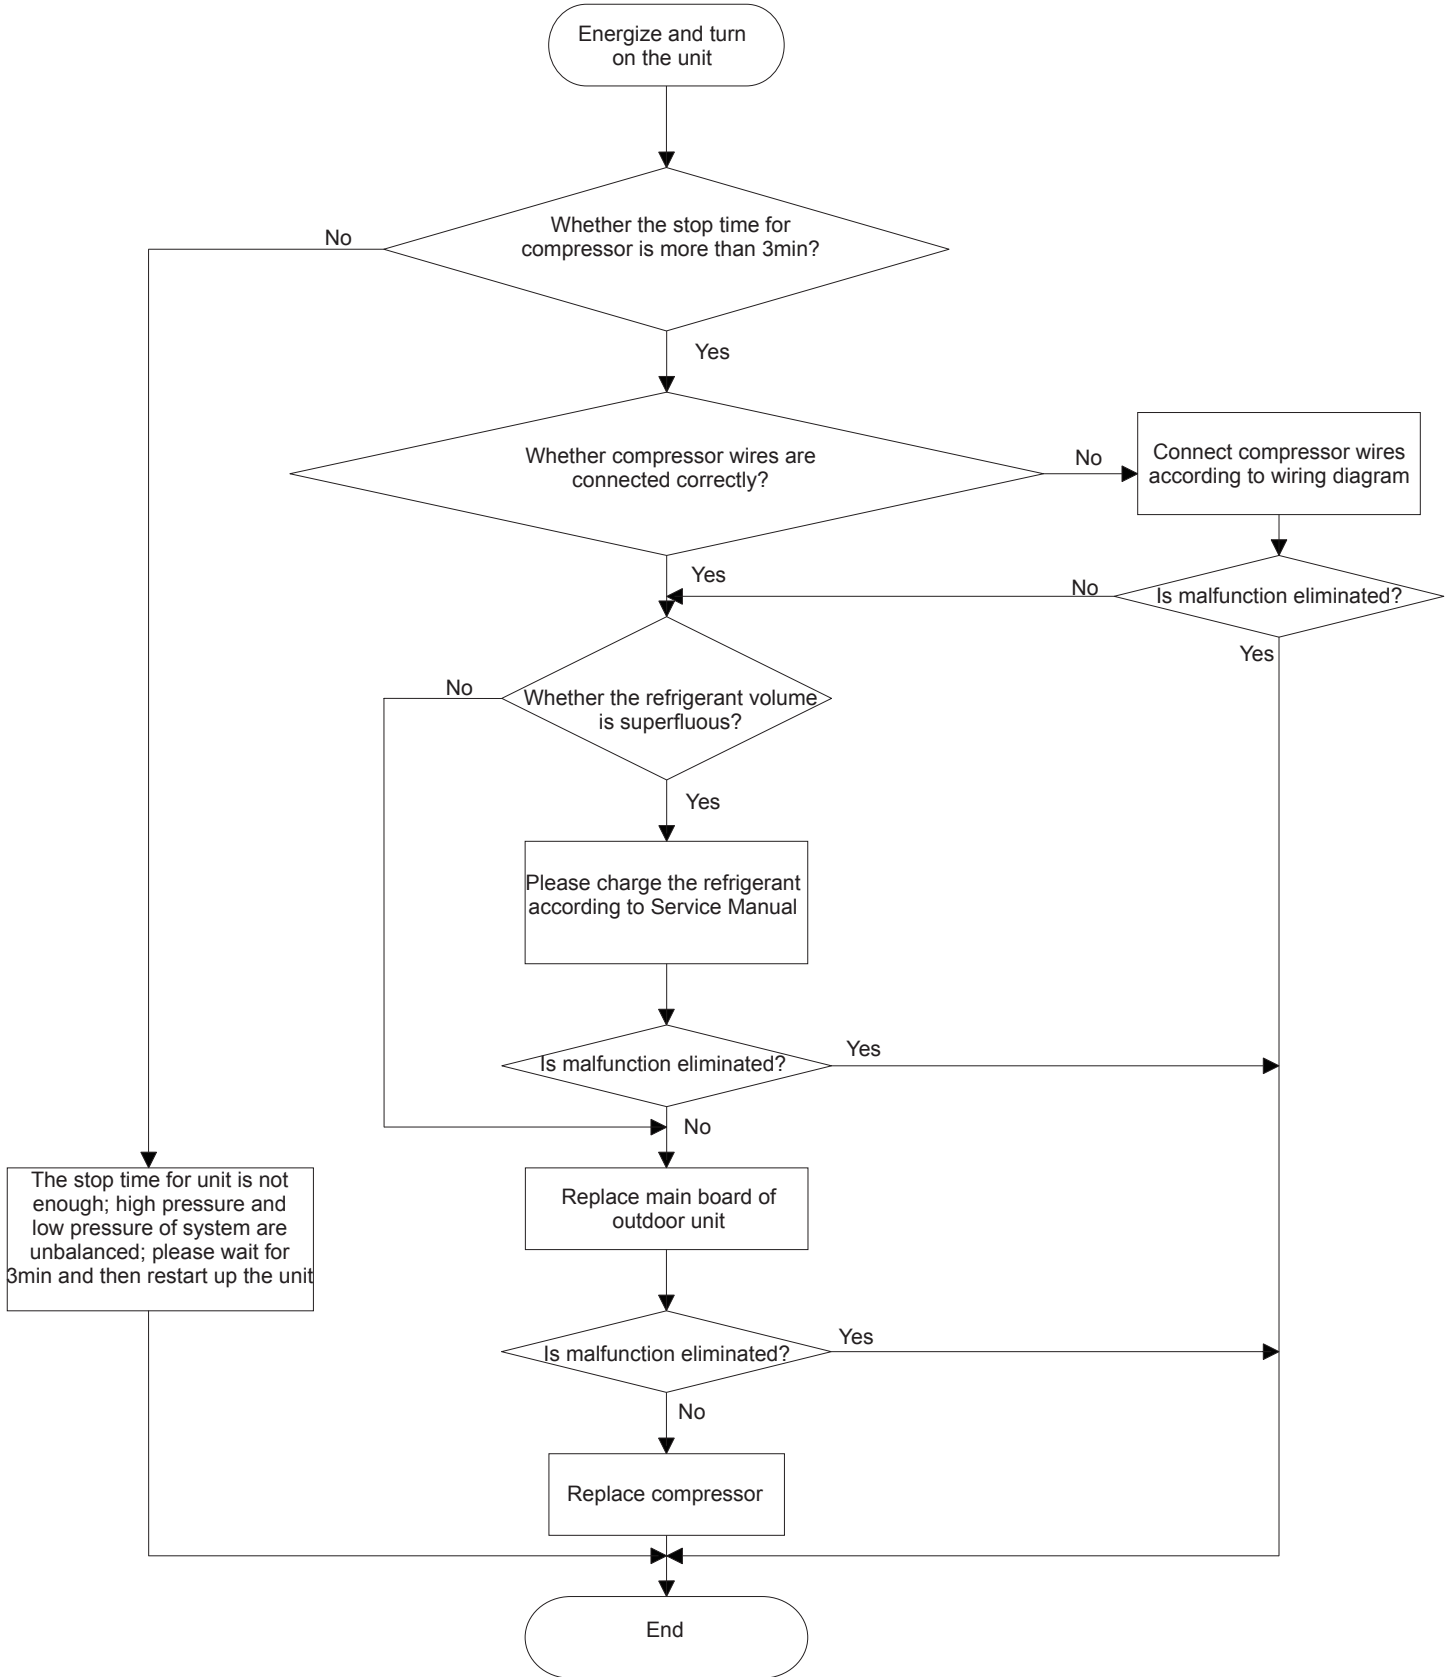 Energize and turn
on the unit
Whether the stop time for
compressor is more than 3min?
No
Yes
Whether compressor wires are
connected correctly?
No
Connect compressor wires
according to wiring diagram
Yes
No
Is malfunction eliminated?
Yes
No
Whether the refrigerant volume
is superfluous?
Yes
Please charge the refrigerant
according to Service Manual
Is malfunction eliminated?
Yes
No
The stop time for unit is not
enough; high pressure and
low pressure of system are
unbalanced; please wait for
3min and then restart up the unit
Replace main board of
outdoor unit
Is malfunction eliminated?
Yes
No
Replace compressor
End